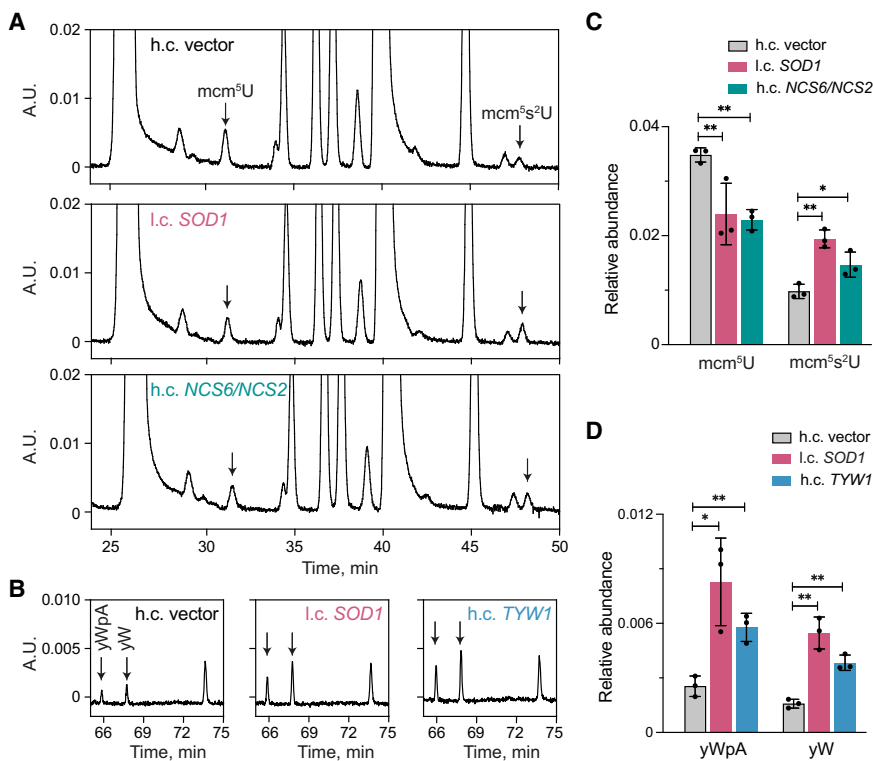 A
0.02
h.c. vector
mcm⁵U
mcm⁵s²U
A.U.
0.01
0
0.02
l.c. SOD1
A.U.
0.01
0
0.02
h.c. NCS6/NCS2
A.U.
0.01
0
25 30 35 40 45 50
Time, min
B
0.010
h.c. vector
yWpA
yW
A.U.
0.005
0
66 69 72 75
Time, min
l.c. SOD1
66 69 72 75
Time, min
h.c. TYW1
66 69 72 75
Time, min
C
h.c. vector
l.c. SOD1
h.c. NCS6/NCS2
Relative abundance
0.04
0.02
0
**
**
*
**
mcm⁵U mcm⁵s²U
D
h.c. vector
l.c. SOD1
h.c. TYW1
Relative abundance
0.012
0.006
0
**
*
**
**
yWpA yW